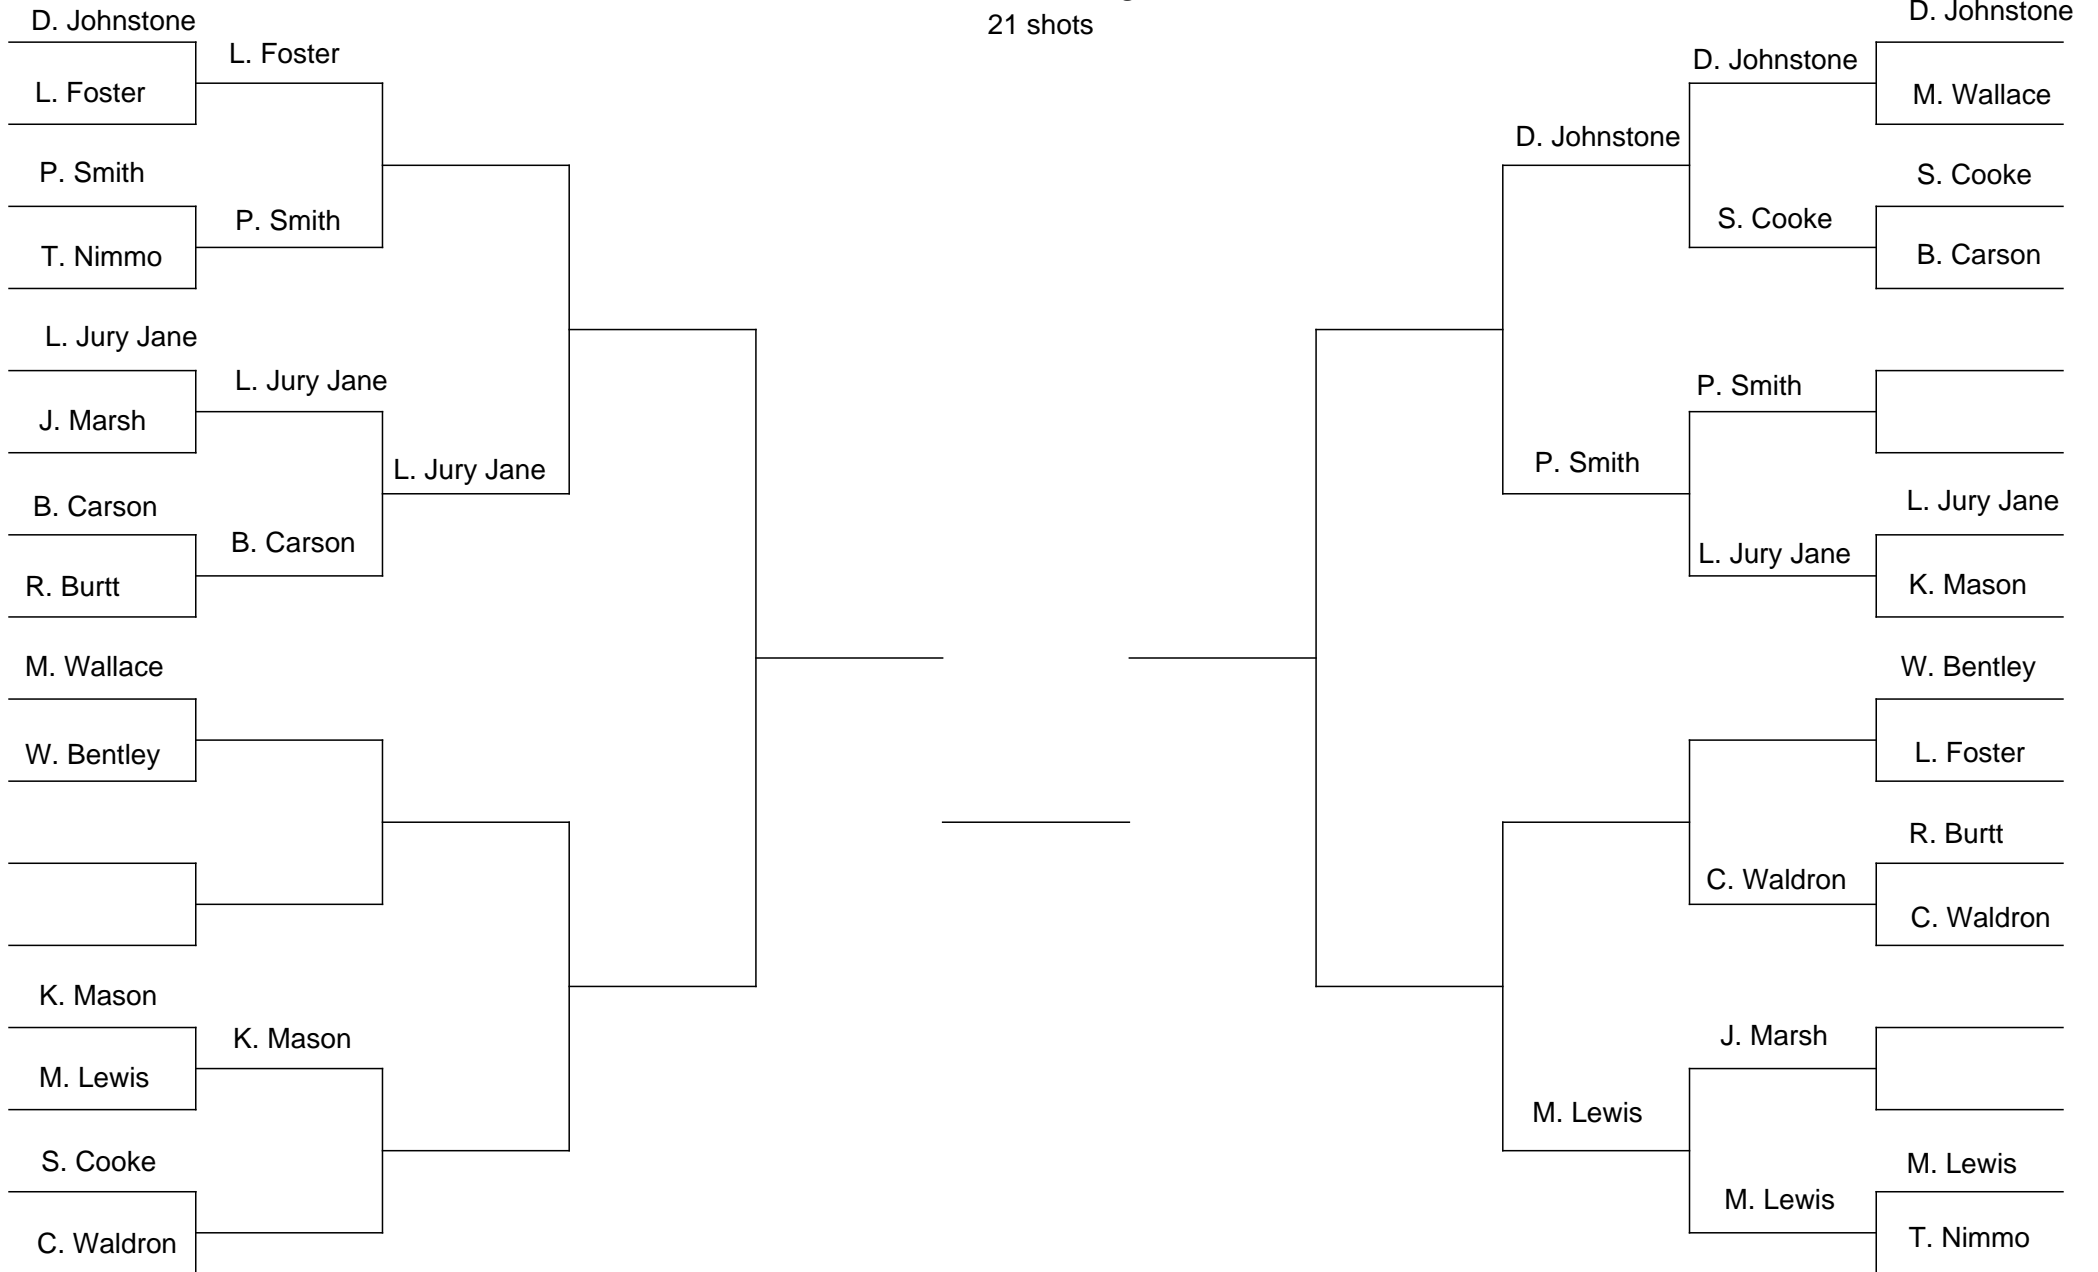 21 shots
D. Johnstone
L. Foster
L. Foster
P. Smith
P. Smith
T. Nimmo
L. Jury Jane
L. Jury Jane
J. Marsh
L. Jury Jane
B. Carson
B. Carson
R. Burtt
M. Wallace
W. Bentley
K. Mason
K. Mason
M. Lewis
S. Cooke
C. Waldron
D. Johnstone
D. Johnstone
M. Wallace
D. Johnstone
S. Cooke
S. Cooke
B. Carson
P. Smith
P. Smith
L. Jury Jane
L. Jury Jane
K. Mason
W. Bentley
L. Foster
R. Burtt
C. Waldron
C. Waldron
J. Marsh
M. Lewis
M. Lewis
M. Lewis
T. Nimmo